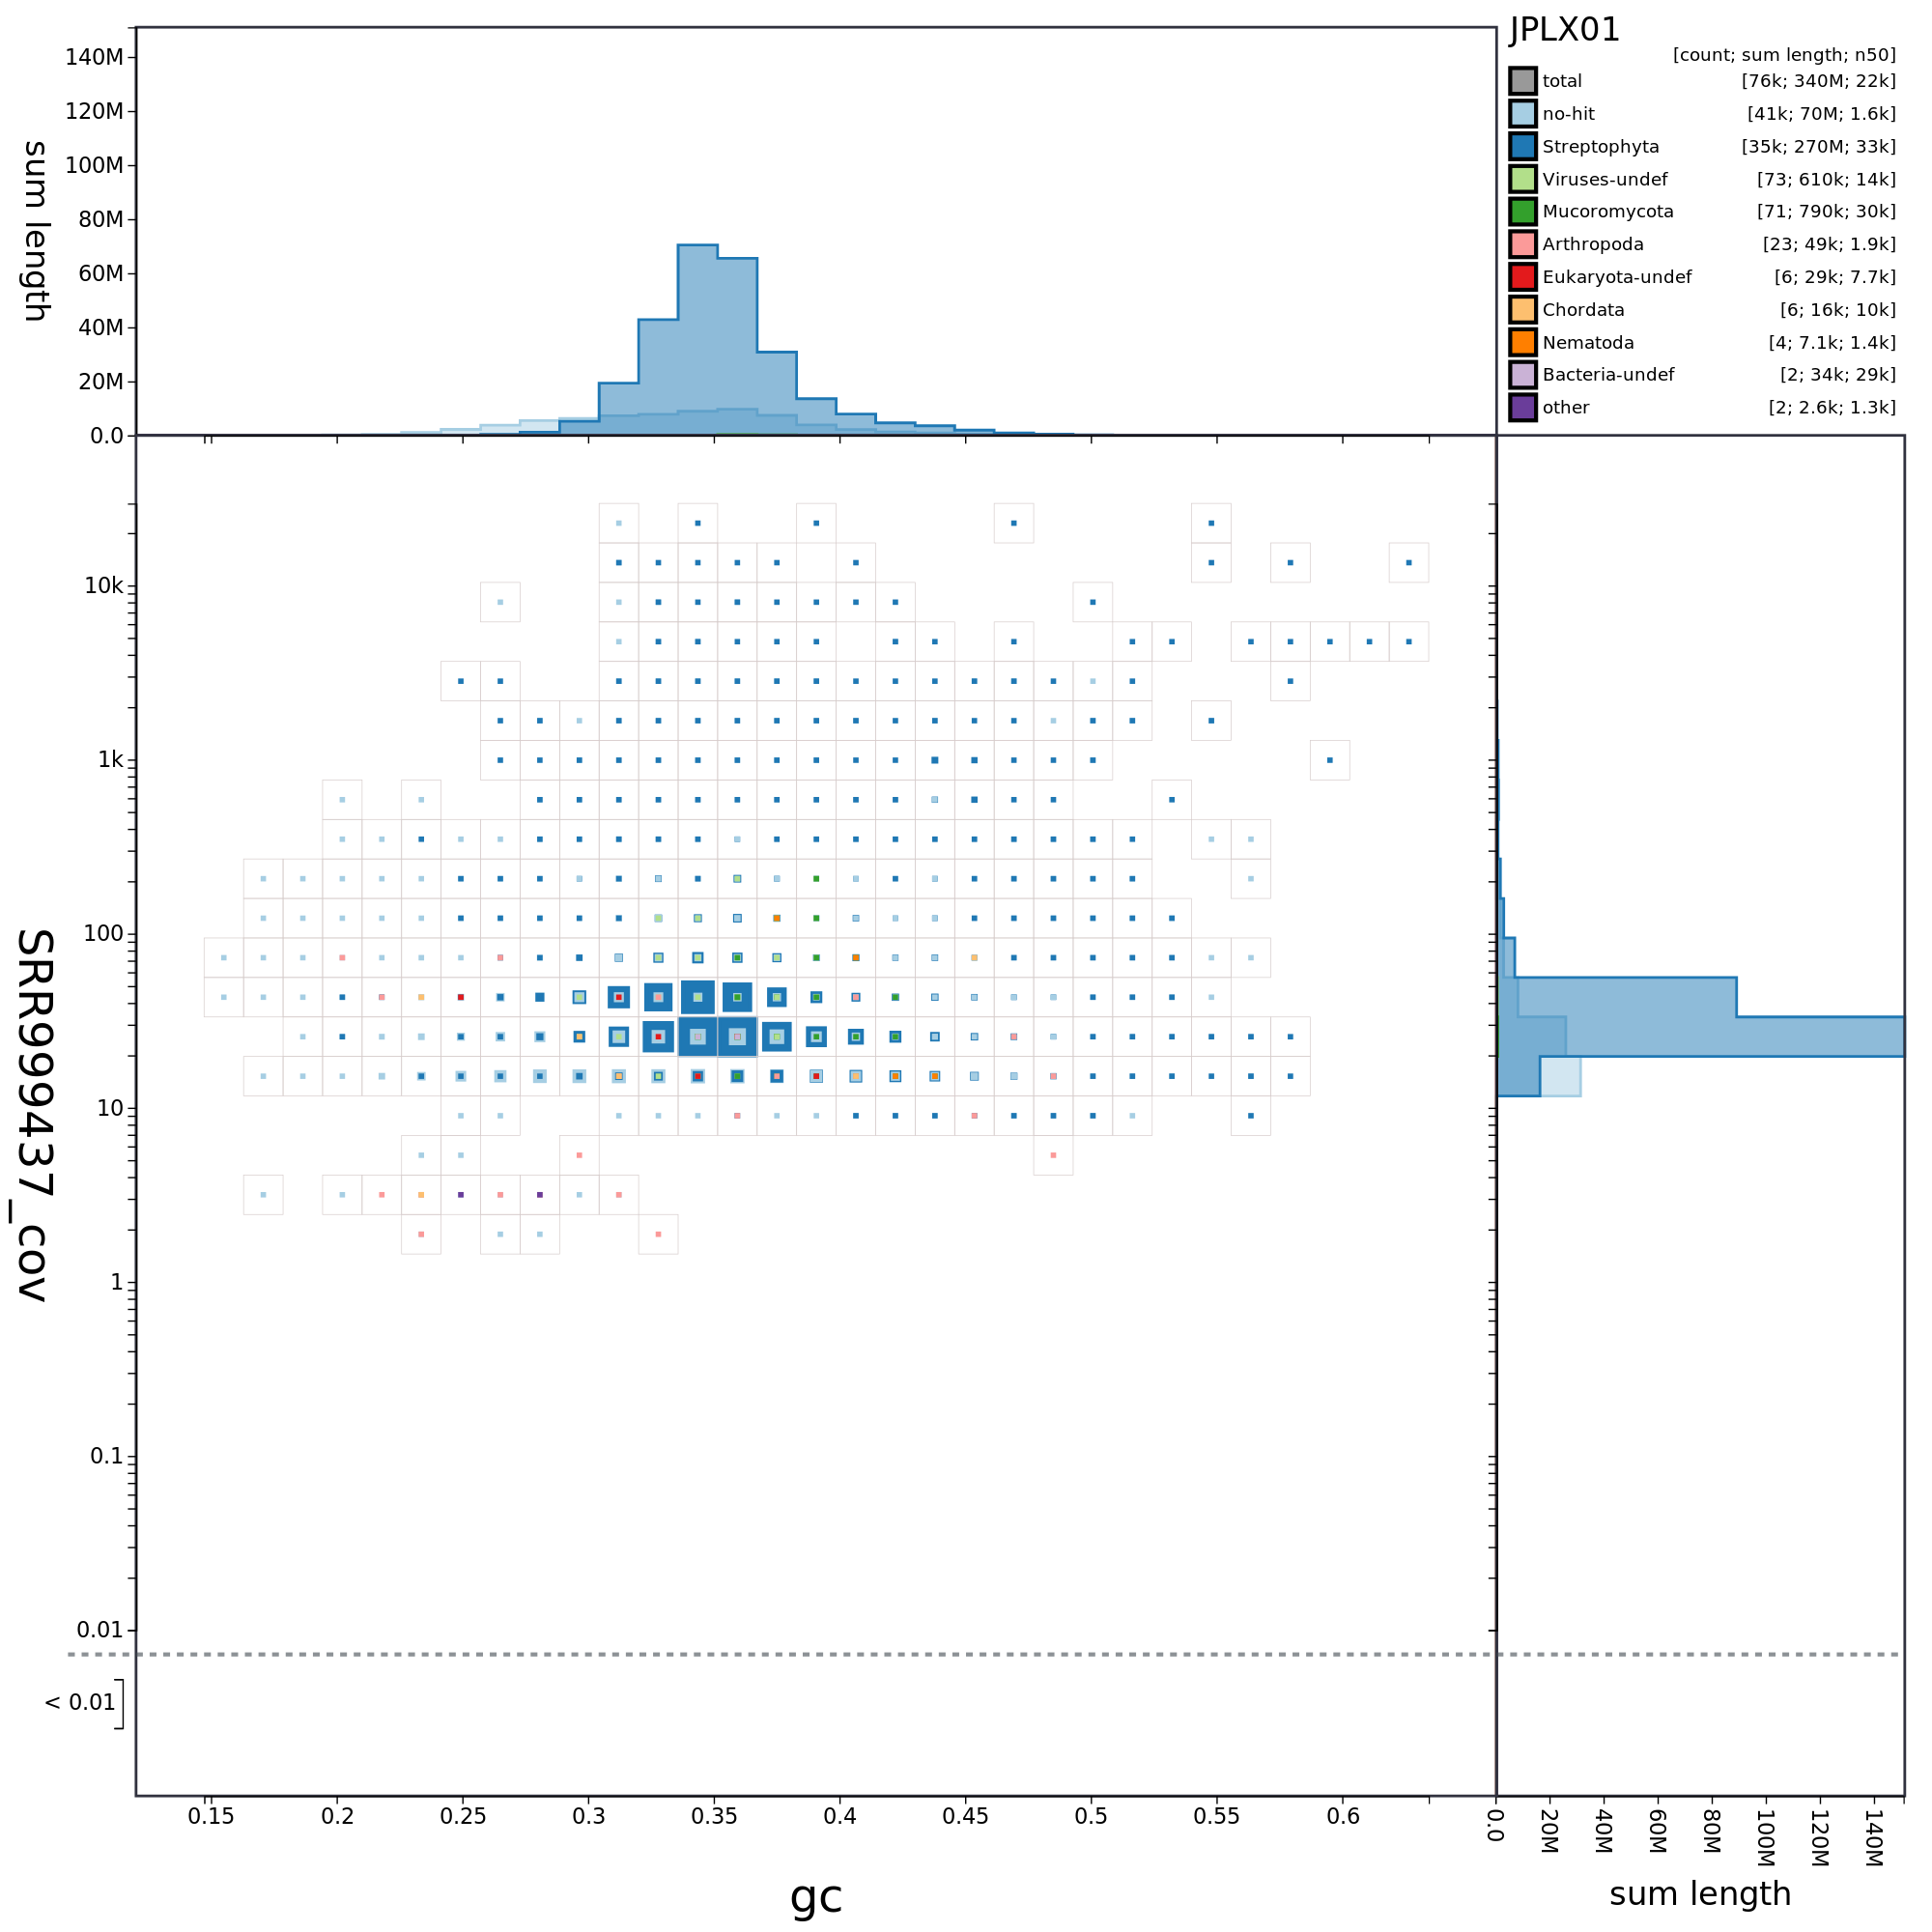 JPLX01
[count; sum length; n50]
total [76k; 340M; 22k]
no-hit [41k; 70M; 1.6k]
Streptophyta [35k; 270M; 33k]
Viruses-undef [73; 610k; 14k]
Mucoromycota [71; 790k; 30k]
Arthropoda [23; 49k; 1.9k]
Eukaryota-undef [6; 29k; 7.7k]
Chordata [6; 16k; 10k]
Nematoda [4; 7.1k; 1.4k]
Bacteria-undef [2; 34k; 29k]
other [2; 2.6k; 1.3k]
sum length
140M
120M
100M
80M
60M
40M
20M
0.0
SRR999437_cov
10k
1k
100
10
1
0.1
0.01
< 0.01
0.15 0.2 0.25 0.3 0.35 0.4 0.45 0.5 0.55 0.6
gc
0.0 20M 40M 60M 80M 100M 120M 140M
sum length